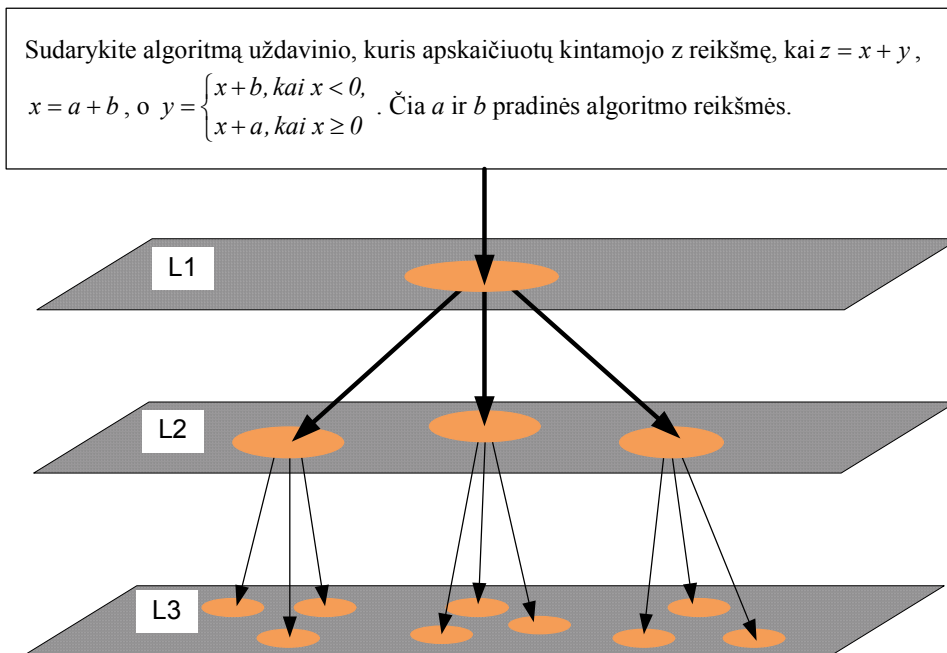 Sudarykite algoritmą uždavinio, kuris apskaičiuotų kintamojo z reikšmę, kai z = x + y ,
x = a + b , o y = { x + b, kai x < 0, x + a, kai x ≥ 0 . Čia a ir b pradinės algoritmo reikšmės.
L1
L2
L3